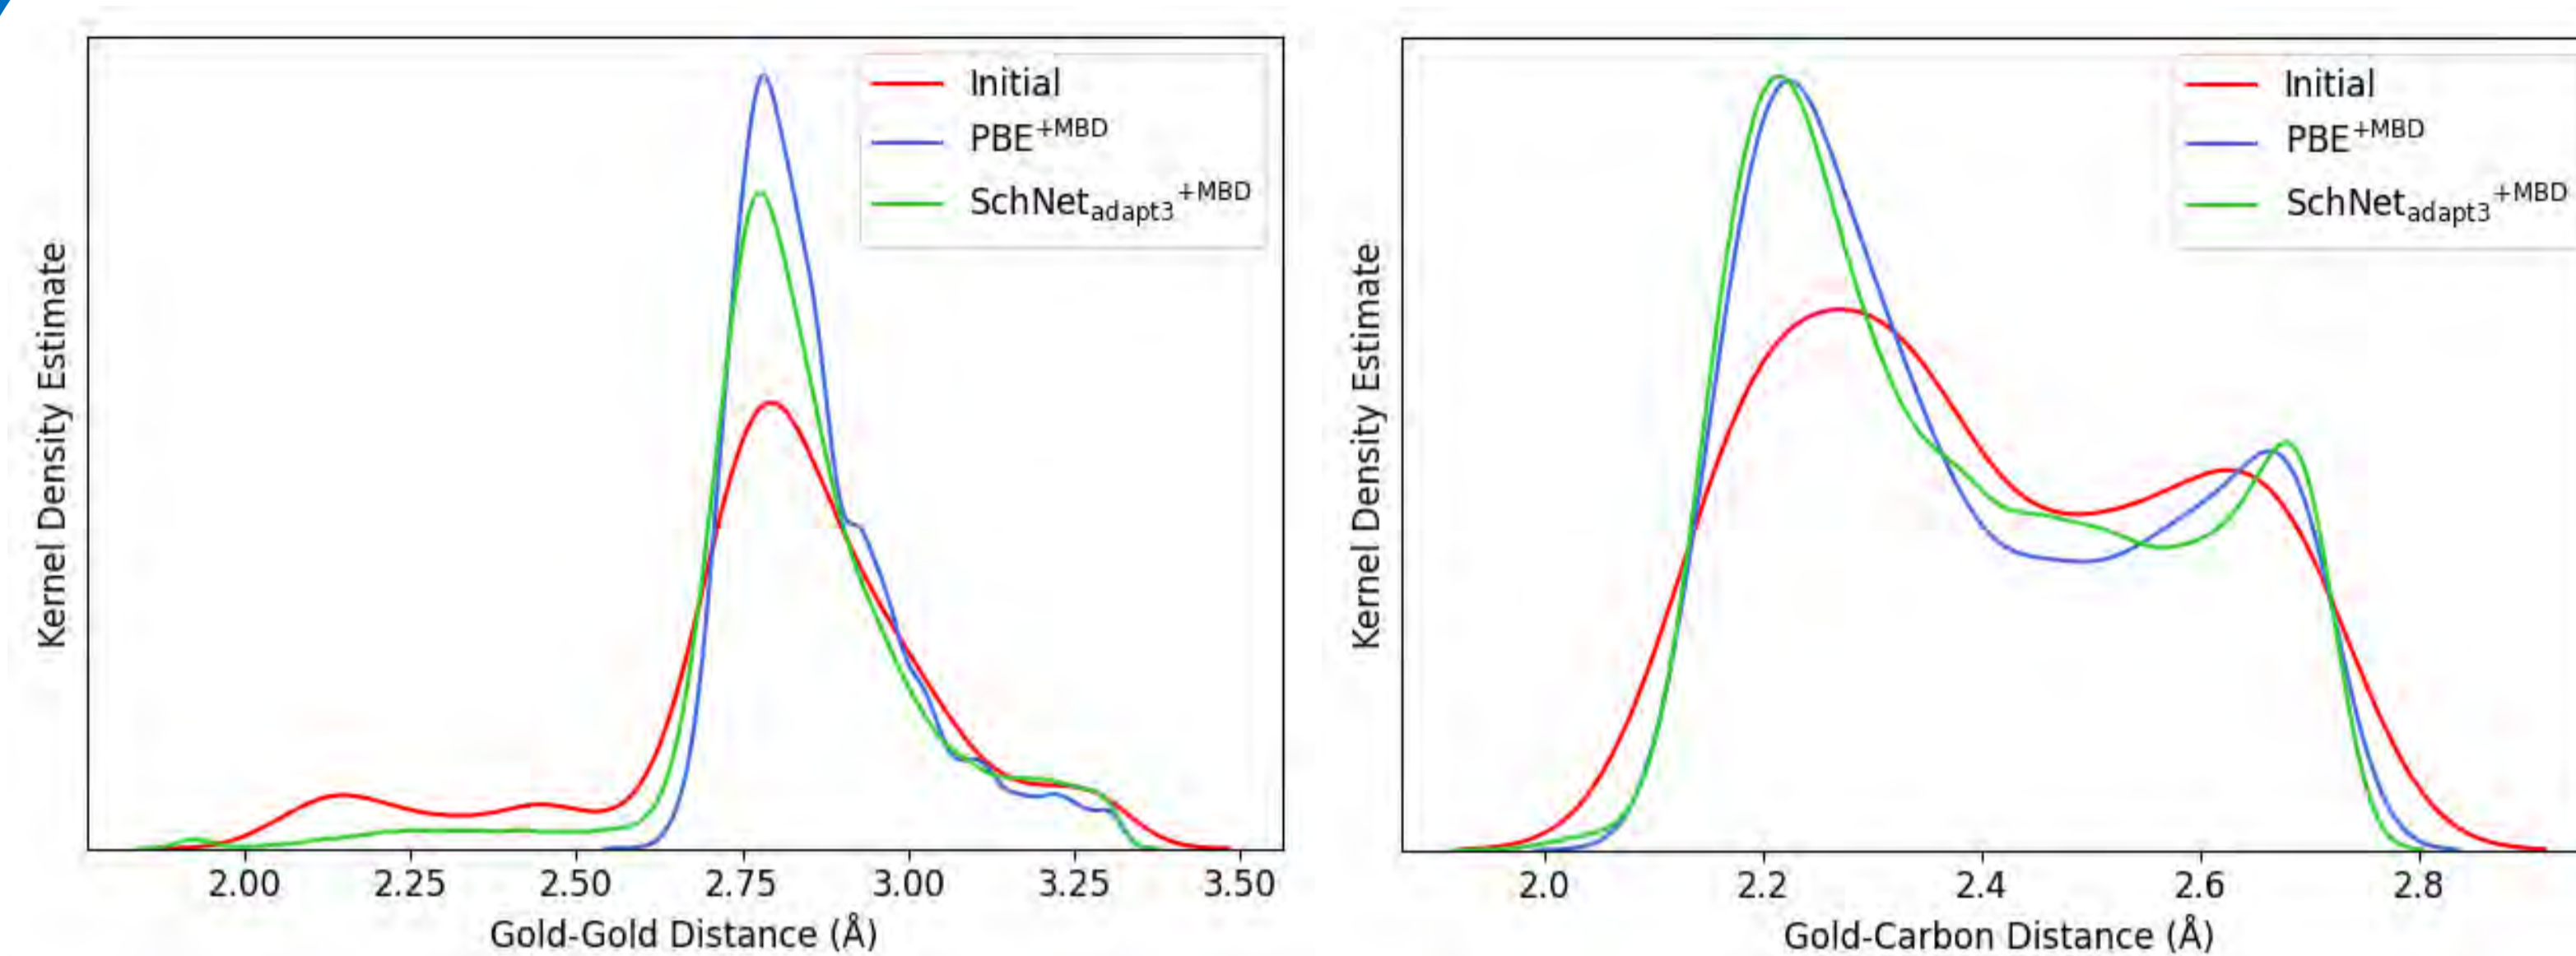 Initial
PBE+MBD
SchNetadapt3+MBD
Kernel Density Estimate
2.00 2.25 2.50 2.75 3.00 3.25 3.50
Gold-Gold Distance (Å)
Initial
PBE+MBD
SchNetadapt3+MBD
Kernel Density Estimate
2.0 2.2 2.4 2.6 2.8
Gold-Carbon Distance (Å)